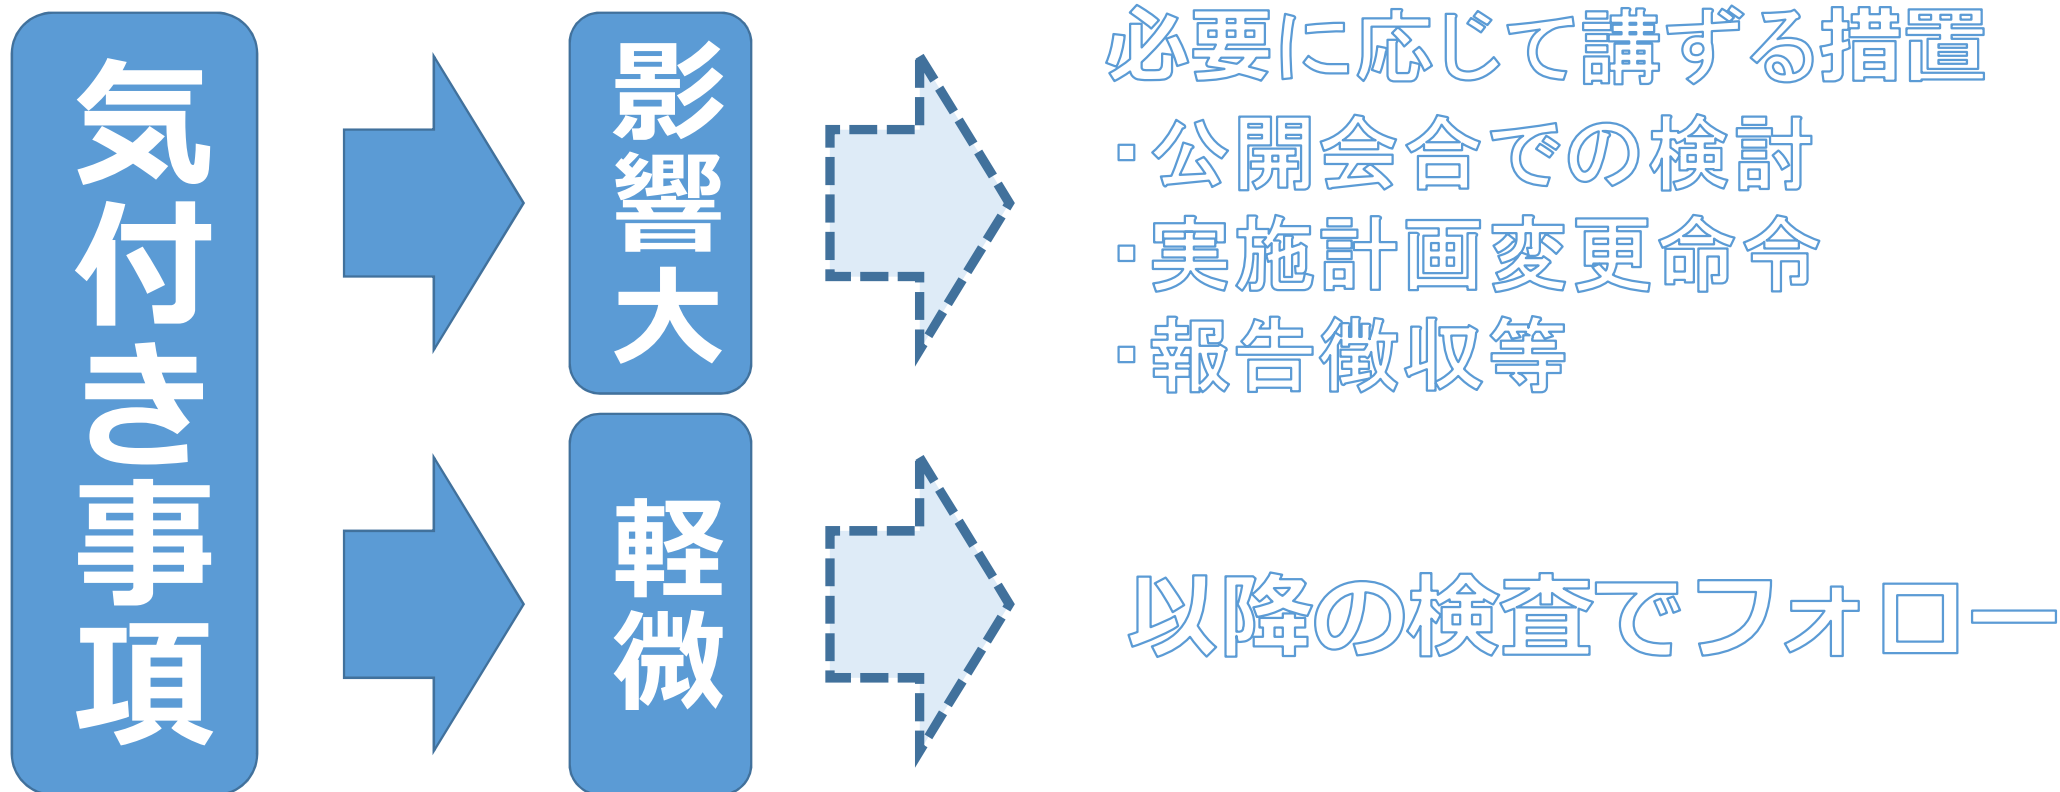 気付き事項
影響大
必要に応じて講ずる措置
・公開会合での検討
・実施計画変更命令
・報告徴収等
軽微
以降の検査でフォロー